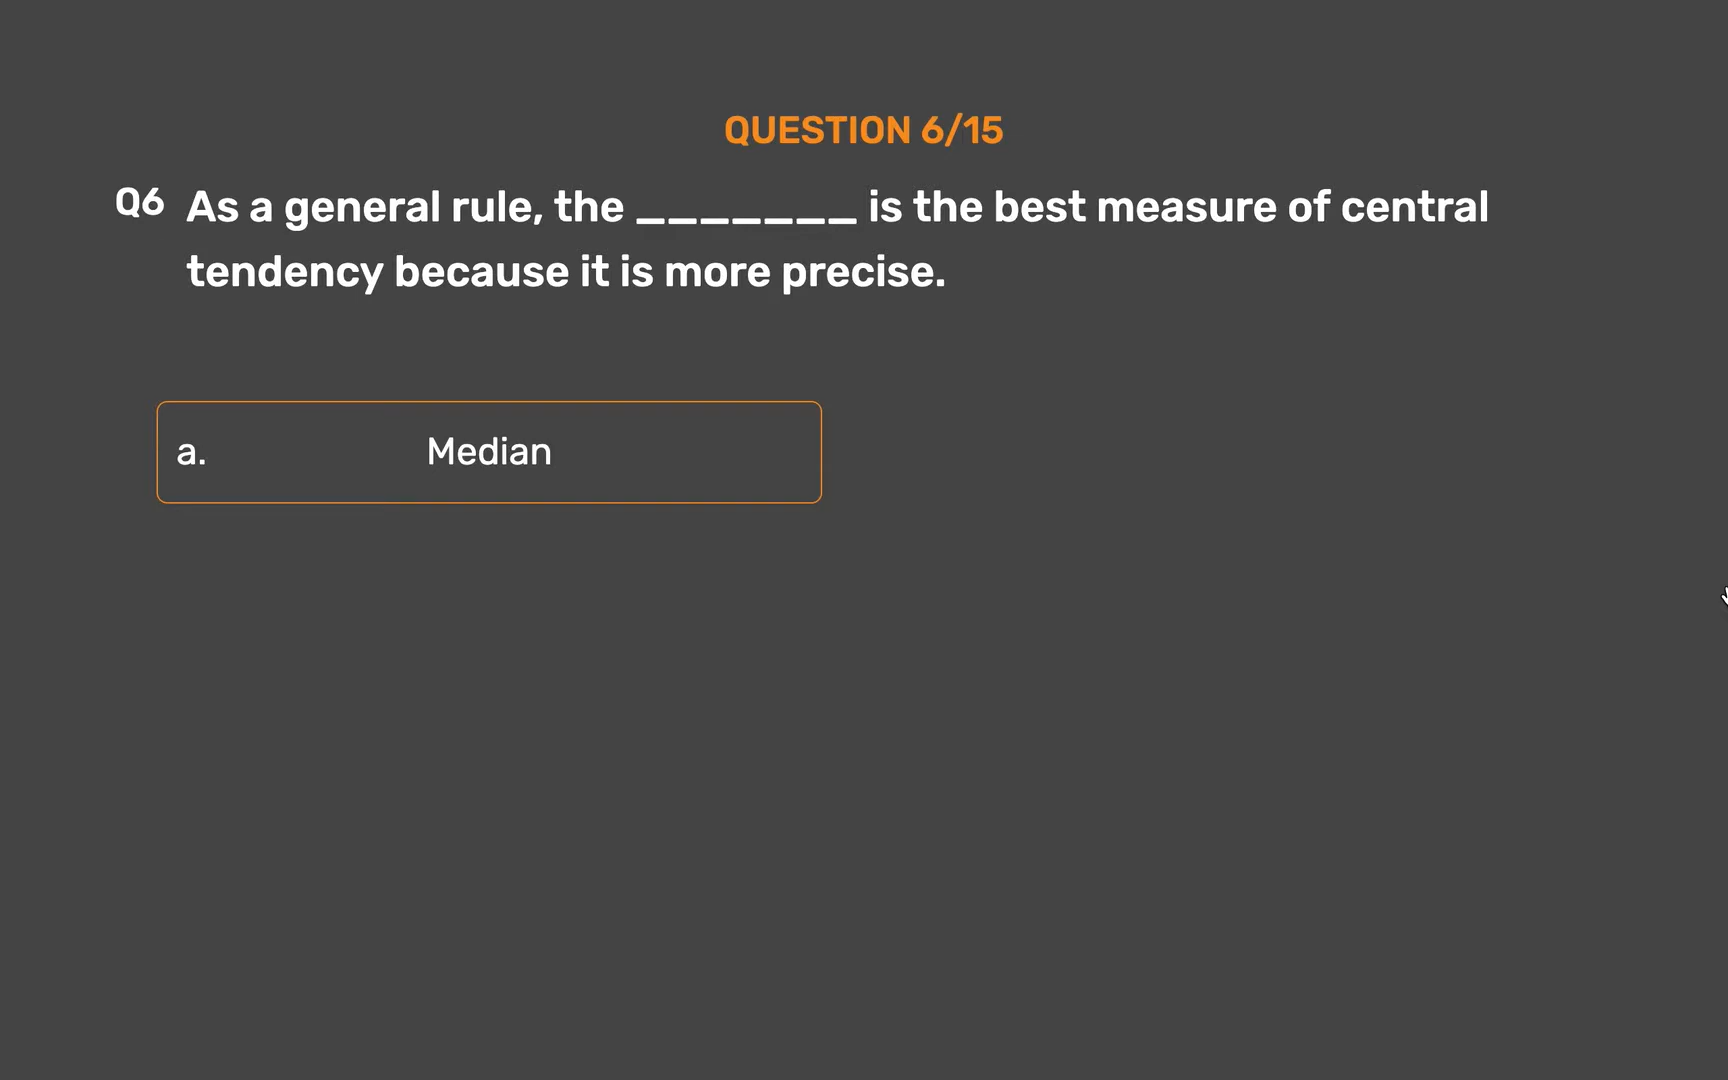 QUESTION 6/15
Q6 As a general rule, the _______ is the best measure of central
tendency because it is more precise.
a. Median